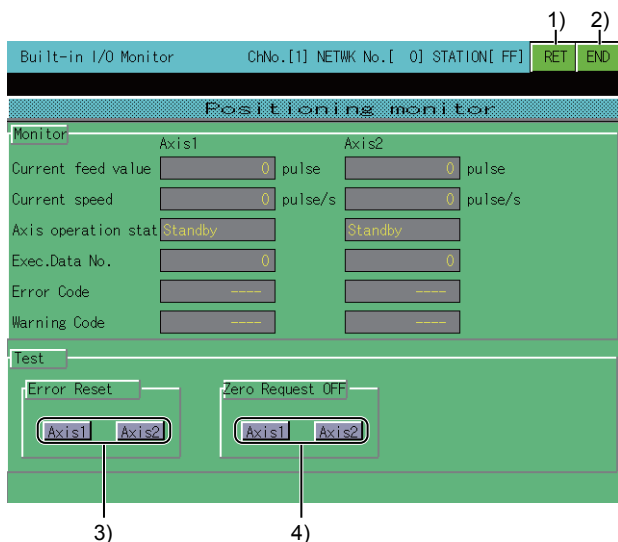 1) 2)
Built-in I/O Monitor ChNo.[1] NETWK No.[ 0] STATION[ FF] RET END
Positioning monitor
Monitor
Axis1 Axis2
Current feed value 0 pulse 0 pulse
Current speed 0 pulse/s 0 pulse/s
Axis operation stat Standby Standby
Exec.Data No. 0 0
Error Code ---- ----
Warning Code ---- ----
Test
Error Reset Zero Request OFF
Axis1 Axis2 Axis1 Axis2
3) 4)